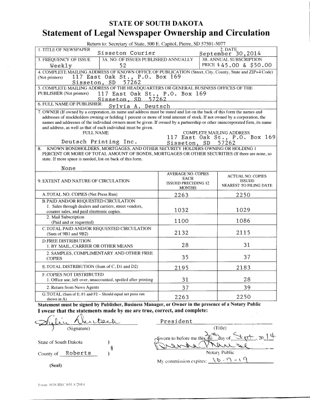 STATE OF SOUTH DAKOTA
Statement of Legal Newspaper Ownership and Circulation
Return to: Secretary of State, 500 E. Capitol, Pierre, SD 57501-5077
1. TITLE OF NEWSPAPER
Sisseton Courier
2. DATE
September 30, 2014
3. FREQUENCY OF ISSUE
Weekly
3A. NO. OF ISSUES PUBLISHED ANNUALLY
52
3B. ANNUAL SUBSCRIPTION
PRICE $45.00 & $50.00
4. COMPLETE MAILING ADDRESS OF KNOWN OFFICE OF PUBLICATION (Street, City, County, State and ZIP+4 Code)
(Not printers) 117 East Oak St., P.O. Box 169
Sisseton, SD 57262
5. COMPLETE MAILING ADDRESS OF THE HEADQUARTERS OR GENERAL BUSINESS OFFICES OF THE
PUBLISHER (Not printer) 117 East Oak St., P.O. Box 169
Sisseton, SD 57262
6. FULL NAME OF PUBLISHER
Sylvia A. Deutsch
7. OWNER (If owned by a corporation, its name and address must be stated and listed on the back of this form the names and
addresses of stockholders owning or holding 1 percent or more of total amount of stock. If not owned by a corporation, the
names and addresses of the individual owners must be given. If owned by a partnership or other unincorporated firm, its name
and address, as well as that of each individual must be given.
FULL NAME
COMPLETE MAILING ADDRESS
Deutsch Printing Inc.
117 East Oak St., P.O. Box 169
Sisseton, SD 57262
8. KNOWN BONDHOLDERS, MORTGAGES, AND OTHER SECURITY HOLDERS OWNING OR HOLDING 1
PERCENT OR MORE OF TOTAL AMOUNT OF BONDS, MORTGAGES OR OTHER SECURITIES (If there are none, so
state. If more space is needed, list on back of this form.
None
9. EXTENT AND NATURE OF CIRCULATION
AVERAGE NO. COPIES
EACH
ISSUED PRECEDING 12
MONTHS
ACTUAL NO. COPIES
ISSUED
NEAREST TO FILING DATE
A. TOTAL NO. COPIES (Net Press Run)
2263
2250
B. PAID AND/OR REQUESTED CIRCULATION
1. Sales through dealers and carriers, street vendors,
counter sales, and paid electronic copies.
1032
1029
2. Mail Subscription
(Paid and or requested)
1100
1086
C. TOTAL PAID AND/OR REQUESTED CIRCULATION
(Sum of 9B1 and 9B2)
2132
2115
D. FREE DISTRIBUTION
1. BY MAIL, CARRIER OR OTHER MEANS
28
31
2. SAMPLES, COMPLIMENTARY AND OTHER FREE
COPIES
35
37
E. TOTAL DISTRIBUTION (Sum of C, D1 and D2)
2195
2183
F. COPIES NOT DISTRIBUTED
1. Office use, left over, unaccounted, spoiled after printing
31
28
2. Return from News Agents
37
39
G. TOTAL (Sum of E, F1 and F2 - Should equal net press run
shown in A)
2263
2250
Statement must be signed by Publisher, Business Manager, or Owner in the presence of a Notary Public
I swear that the statements made by me are true, correct, and complete:
Sylvia Deutsch
President
(Signature)
(Title)
State of South Dakota )
Sworn to before me this day of Sept. 2014
§
County of Roberts )
Notary Public
(Seal)
My commission expires: 10-7-19